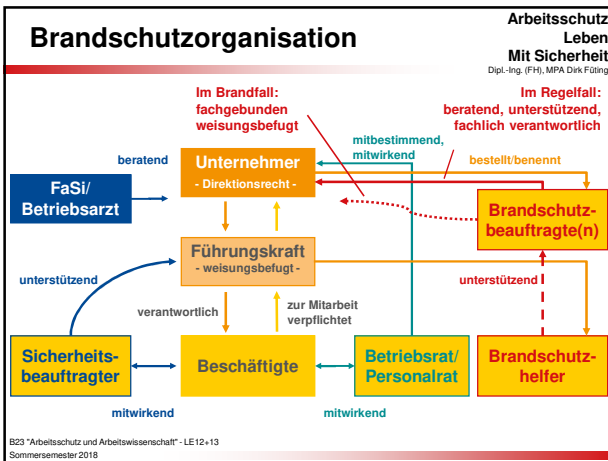 Brandschutzorganisation
Arbeitsschutz
Leben
Mit Sicherheit
Dipl.-Ing. (FH), MPA Dirk Füting
Im Brandfall:
fachgebunden
weisungsbefugt
Im Regelfall:
beratend, unterstützend,
fachlich verantwortlich
mitbestimmend,
mitwirkend
beratend
Unternehmer
- Direktionsrecht -
bestellt/benennt
FaSi/
Betriebsarzt
Brandschutz-
beauftragte(n)
Führungskraft
- weisungsbefugt -
unterstützend
unterstützend
verantwortlich
zur Mitarbeit
verpflichtet
Sicherheits-
beauftragter
Beschäftigte
Betriebsrat/
Personalrat
Brandschutz-
helfer
mitwirkend
mitwirkend
B23 "Arbeitsschutz und Arbeitswissenschaft" - LE12+13
Sommersemester 2018